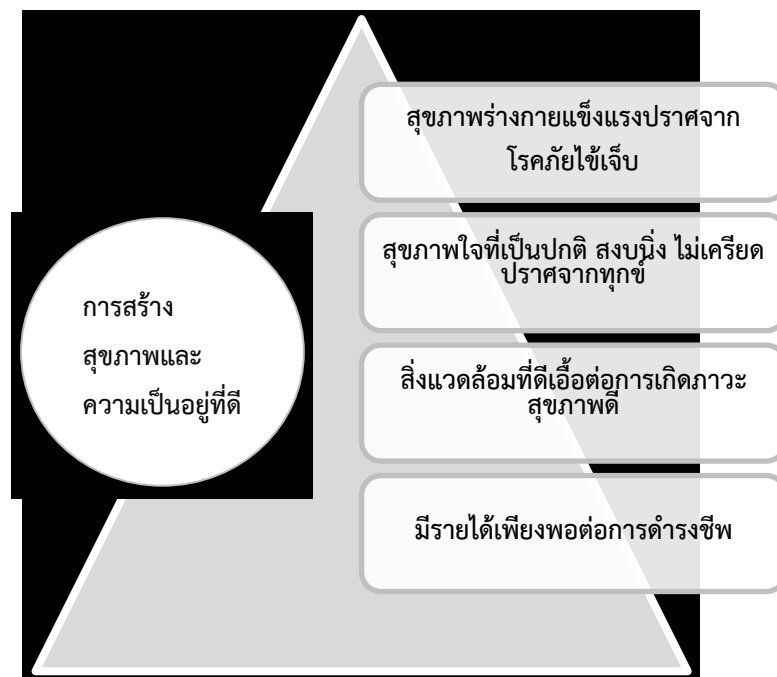 การสร้าง
สุขภาพและ
ความเป็นอยู่ที่ดี
สุขภาพร่างกายแข็งแรงปราศจาก
โรคภัยไข้เจ็บ
สุขภาพใจที่เป็นปกติ สงบนิ่ง ไม่เครียด
ปราศจากทุกข์
สิ่งแวดล้อมที่ดีเอื้อต่อการเกิดภาวะ
สุขภาพดี
มีรายได้เพียงพอต่อการดำรงชีพ